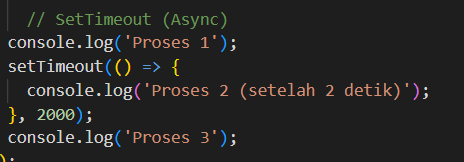 // SetTimeout (Async)
console.log('Proses 1');
setTimeout(() => {
console.log('Proses 2 (setelah 2 detik)');
}, 2000);
console.log('Proses 3');